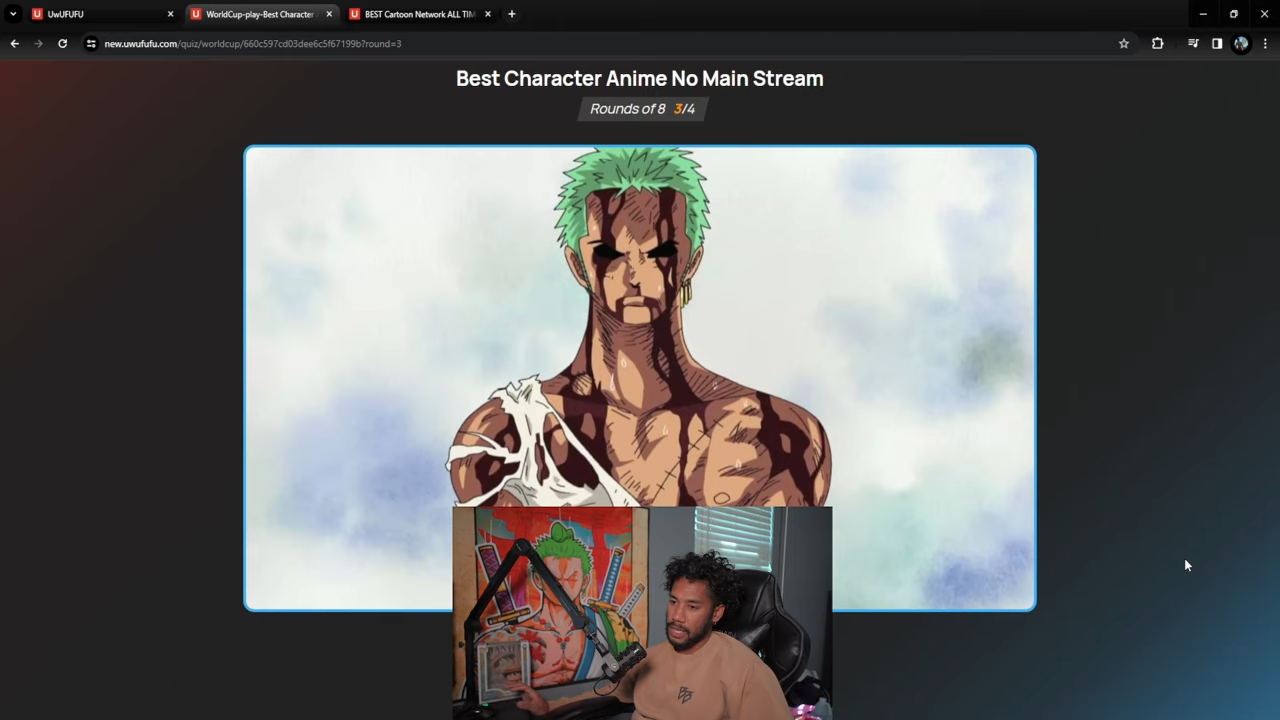 UwUFUFU
WorldCup-play-Best Character
BEST Cartoon Network ALL TIM
new.uwufufu.com/quiz/worldcup/660c597cd03dee6c5f67199b?round=3
Best Character Anime No Main Stream
Rounds of 8 3/4